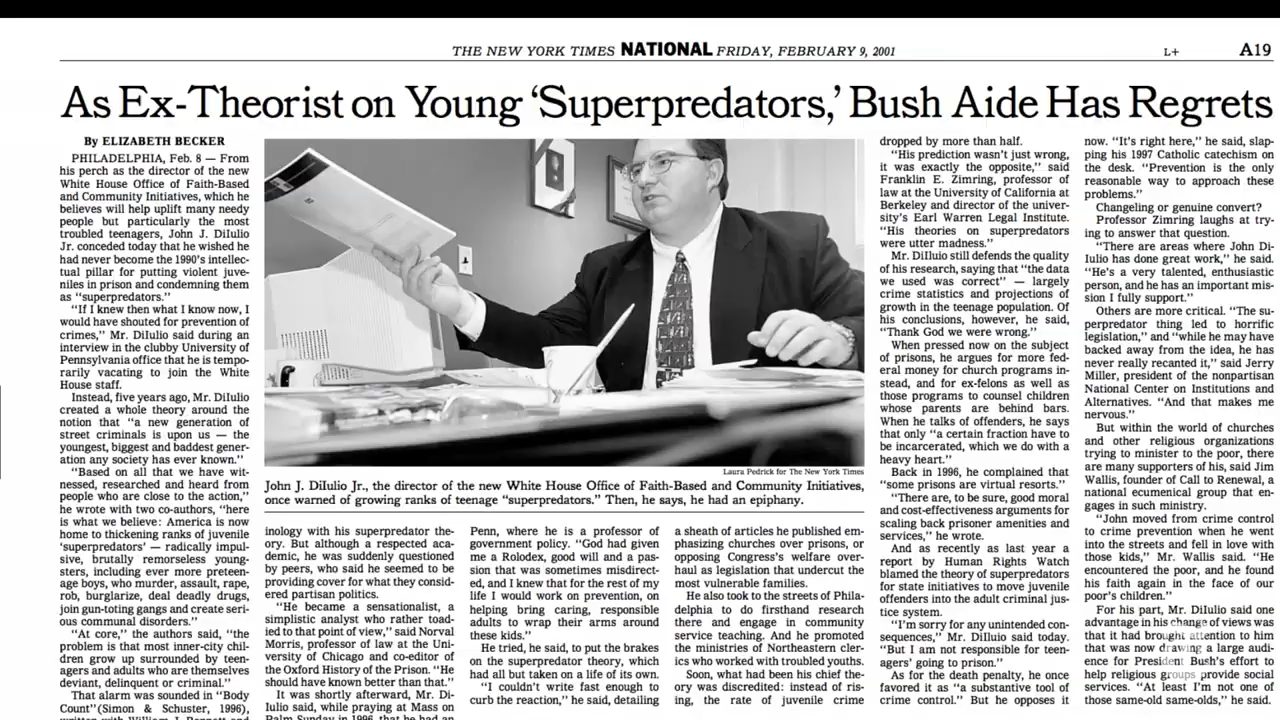 THE NEW YORK TIMES NATIONAL FRIDAY, FEBRUARY 9, 2001
L+
A19
As Ex-Theorist on Young ‘Superpredators,’ Bush Aide Has Regrets
By ELIZABETH BECKER
PHILADELPHIA, Feb. 8 — From
his perch as the director of the new
White House Office of Faith-Based
and Community Initiatives, which he
believes will help uplift many needy
people but particularly the most
troubled teenagers, John J. DiIulio
Jr. conceded today that he wished he
had never become the 1990's intellec-
tual pillar for putting violent juve-
niles in prison and condemning them
as “superpredators.”
“If I knew then what I know now, I
would have shouted for prevention of
crimes,” Mr. DiIulio said during an
interview in the clubby University of
Pennsylvania office that he is tempo-
rarily vacating to join the White
House staff.
Instead, five years ago, Mr. DiIulio
created a whole theory around the
notion that “a new generation of
street criminals is upon us — the
youngest, biggest and baddest gener-
ation any society has ever known.”
“Based on all that we have wit-
nessed, researched and heard from
people who are close to the action,”
he wrote with two co-authors, “here
is what we believe: America is now
home to thickening ranks of juvenile
‘superpredators’ — radically impul-
sive, brutally remorseless young-
sters, including ever more preteen-
age boys, who murder, assault, rape,
rob, burglarize, deal deadly drugs,
join gun-toting gangs and create seri-
ous communal disorders.”
“At core,” the authors said, “the
problem is that most inner-city chil-
dren grow up surrounded by teen-
agers and adults who are themselves
deviant, delinquent or criminal.”
That alarm was sounded in “Body
Count”(Simon & Schuster, 1996),
written with William J. Bennett and
Laura Pedrick for The New York Times
John J. DiIulio Jr., the director of the new White House Office of Faith-Based and Community Initiatives,
once warned of growing ranks of teenage “superpredators.” Then, he says, he had an epiphany.
inology with his superpredator the-
ory. But although a respected aca-
demic, he was suddenly questioned
by peers, who said he seemed to be
providing cover for what they consid-
ered partisan politics.
“He became a sensationalist, a
simplistic analyst who rather toad-
ied to that point of view,” said Norval
Morris, professor of law at the Uni-
versity of Chicago and co-editor of
the Oxford History of the Prison. “He
should have known better than that.”
It was shortly afterward, Mr. Di-
Iulio said, while praying at Mass on
Palm Sunday in 1996, that he had an
Penn, where he is a professor of
government policy. “God had given
me a Rolodex, good will and a pas-
sion that was sometimes misdirect-
ed, and I knew that for the rest of my
life I would work on prevention, on
helping bring caring, responsible
adults to wrap their arms around
these kids.”
He tried, he said, to put the brakes
on the superpredator theory, which
had all but taken on a life of its own.
“I couldn't write fast enough to
curb the reaction,” he said, detailing
a sheath of articles he published em-
phasizing churches over prisons, or
opposing Congress's welfare over-
haul as legislation that undercut the
most vulnerable families.
He also took to the streets of Phila-
delphia to do firsthand research
there and engage in community
service teaching. And he promoted
the ministries of Northeastern cler-
ics who worked with troubled youths.
Soon, what had been his chief the-
ory was discredited: instead of ris-
ing, the rate of juvenile crime
dropped by more than half.
“His prediction wasn't just wrong,
it was exactly the opposite,” said
Franklin E. Zimring, professor of
law at the University of California at
Berkeley and director of the univer-
sity's Earl Warren Legal Institute.
“His theories on superpredators
were utter madness.”
Mr. DiIluio still defends the quality
of his research, saying that “the data
we used was correct” — largely
crime statistics and projections of
growth in the teenage population. Of
his conclusions, however, he said,
“Thank God we were wrong.”
When pressed now on the subject
of prisons, he argues for more fed-
eral money for church programs in-
stead, and for ex-felons as well as
those programs to counsel children
whose parents are behind bars.
When he talks of offenders, he says
that only “a certain fraction have to
be incarcerated, which we do with a
heavy heart.”
Back in 1996, he complained that
“some prisons are virtual resorts.”
“There are, to be sure, good moral
and cost-effectiveness arguments for
scaling back prisoner amenities and
services,” he wrote.
And as recently as last year a
report by Human Rights Watch
blamed the theory of superpredators
for state initiatives to move juvenile
offenders into the adult criminal jus-
tice system.
“I'm sorry for any unintended con-
sequences,” Mr. DiIluio said today.
“But I am not responsible for teen-
agers' going to prison.”
As for the death penalty, he once
favored it as “a substantive tool of
crime control.” But he opposes it
now. “It's right here,” he said, slap-
ping his 1997 Catholic catechism on
the desk. “Prevention is the only
reasonable way to approach these
problems.”
Changeling or genuine convert?
Professor Zimring laughs at try-
ing to answer that question.
“There are areas where John Di-
Iulio has done great work,” he said.
“He's a very talented, enthusiastic
person, and he has an important mis-
sion I fully support.”
Others are more critical. “The su-
perpredator thing led to horrific
legislation,” and “while he may have
backed away from the idea, he has
never really recanted it,” said Jerry
Miller, president of the nonpartisan
National Center on Institutions and
Alternatives. “And that makes me
nervous.”
But within the world of churches
and other religious organizations
trying to minister to the poor, there
are many supporters of his, said Jim
Wallis, founder of Call to Renewal, a
national ecumenical group that en-
gages in such ministry.
“John moved from crime control
to crime prevention when he went
into the streets and fell in love with
those kids,” Mr. Wallis said. “He
encountered the poor, and he found
his faith again in the face of our
poor's children.”
For his part, Mr. DiIulio said one
advantage in his change of views was
that it had brought attention to him
that was now drawing a large audi-
ence for President Bush's effort to
help religious groups provide social
services. “At least I'm not one of
those same old same-olds,” he said.